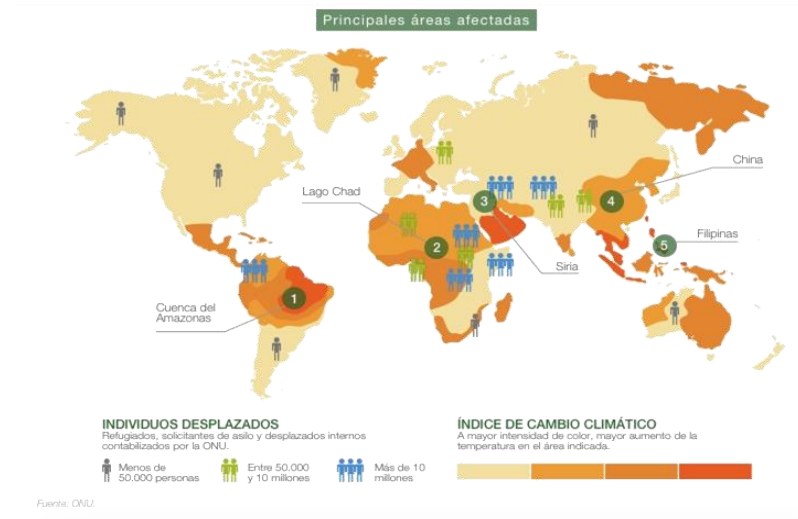 Principales áreas afectadas
China
Lago Chad
3
4
Filipinas
2
5
Siria
1
Cuenca del
Amazonas
INDIVIDUOS DESPLAZADOS
Refugiados, solicitantes de asilo y desplazados internos
contabilizados por la ONU.
Menos de
50.000 personas
Entre 50.000
y 10 millones
Más de 10
millones
ÍNDICE DE CAMBIO CLIMÁTICO
A mayor intensidad de color, mayor aumento de la
temperatura en el área indicada.
Fuente: ONU.